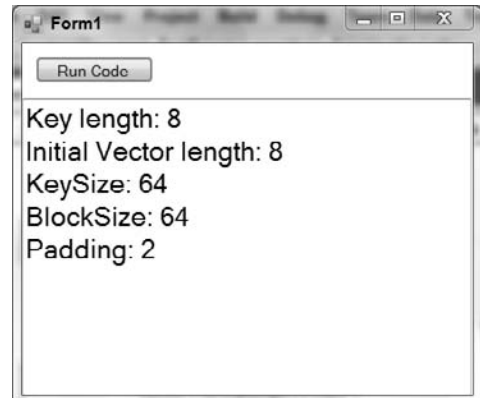 Form1
Run Code
Key length: 8
Initial Vector length: 8
KeySize: 64
BlockSize: 64
Padding: 2